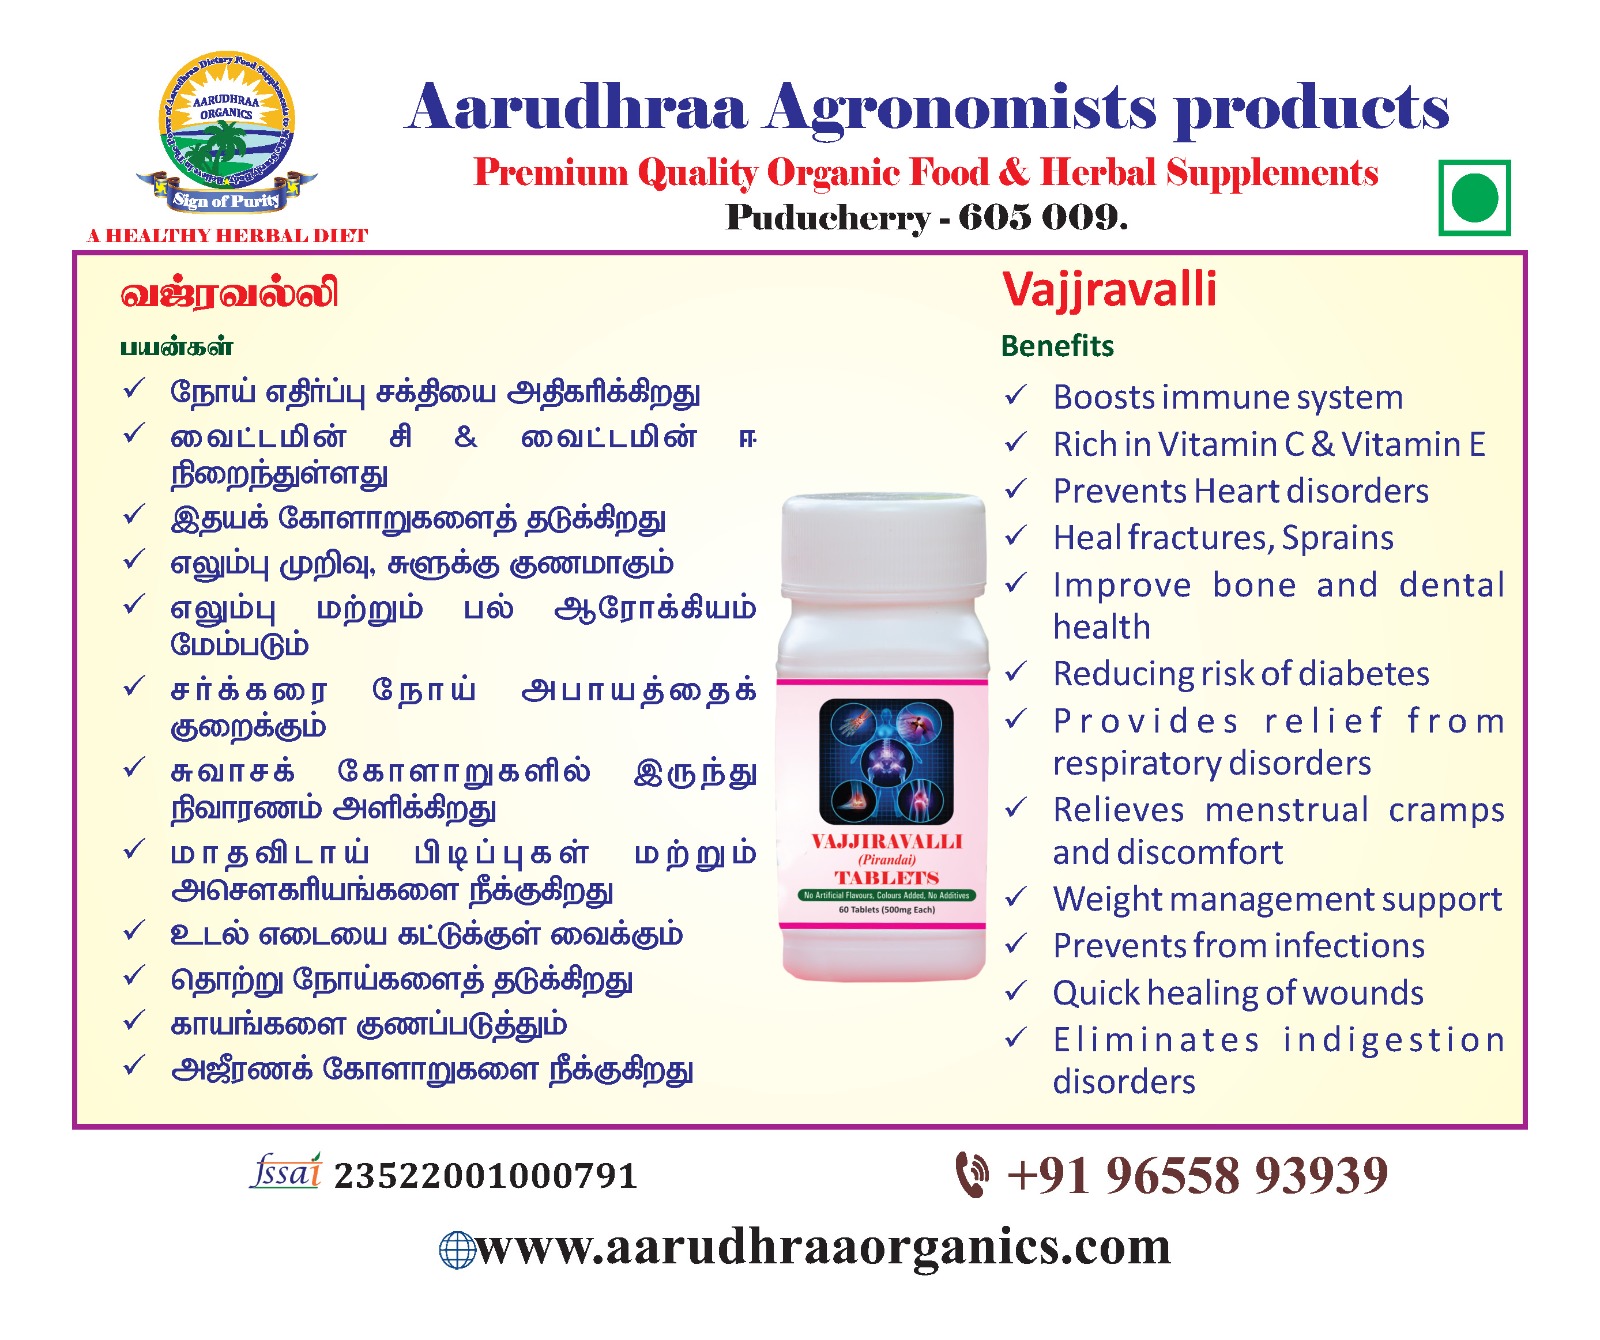 AARUDHRAA
ORGANICS
Sign of Purity
A HEALTHY HERBAL DIET
Aarudhraa Agronomists products
Premium Quality Organic Food & Herbal Supplements
Puducherry - 605 009.
வஜ்ரவல்லி
பயன்கள்
✓ நோய் எதிர்ப்பு சக்தியை அதிகரிக்கிறது
✓ வைட்டமின் சி & வைட்டமின் ஈ
நிறைந்துள்ளது
✓ இதயக் கோளாறுகளைத் தடுக்கிறது
✓ எலும்பு முறிவு, சுளுக்கு குணமாகும்
✓ எலும்பு மற்றும் பல் ஆரோக்கியம்
மேம்படும்
✓ சர்க்கரை நோய் அபாயத்தைக்
குறைக்கும்
✓ சுவாசக் கோளாறுகளில் இருந்து
நிவாரணம் அளிக்கிறது
✓ மாதவிடாய் பிடிப்புகள் மற்றும்
அசௌகரியங்களை நீக்குகிறது
✓ உடல் எடையை கட்டுக்குள் வைக்கும்
✓ தொற்று நோய்களைத் தடுக்கிறது
✓ காயங்களை குணப்படுத்தும்
✓ அஜீரணக் கோளாறுகளை நீக்குகிறது
VAJJIRAVALLI
(Pirandai)
TABLETS
No Artificial Flavours, Colours Added, No Additives
60 Tablets (500mg Each)
Vajjravalli
Benefits
✓ Boosts immune system
✓ Rich in Vitamin C & Vitamin E
✓ Prevents Heart disorders
✓ Heal fractures, Sprains
✓ Improve bone and dental
health
✓ Reducing risk of diabetes
✓ Provides relief from
respiratory disorders
✓ Relieves menstrual cramps
and discomfort
✓ Weight management support
✓ Prevents from infections
✓ Quick healing of wounds
✓ Eliminates indigestion
disorders
fssai 23522001000791
+91 96558 93939
www.aarudhraaorganics.com